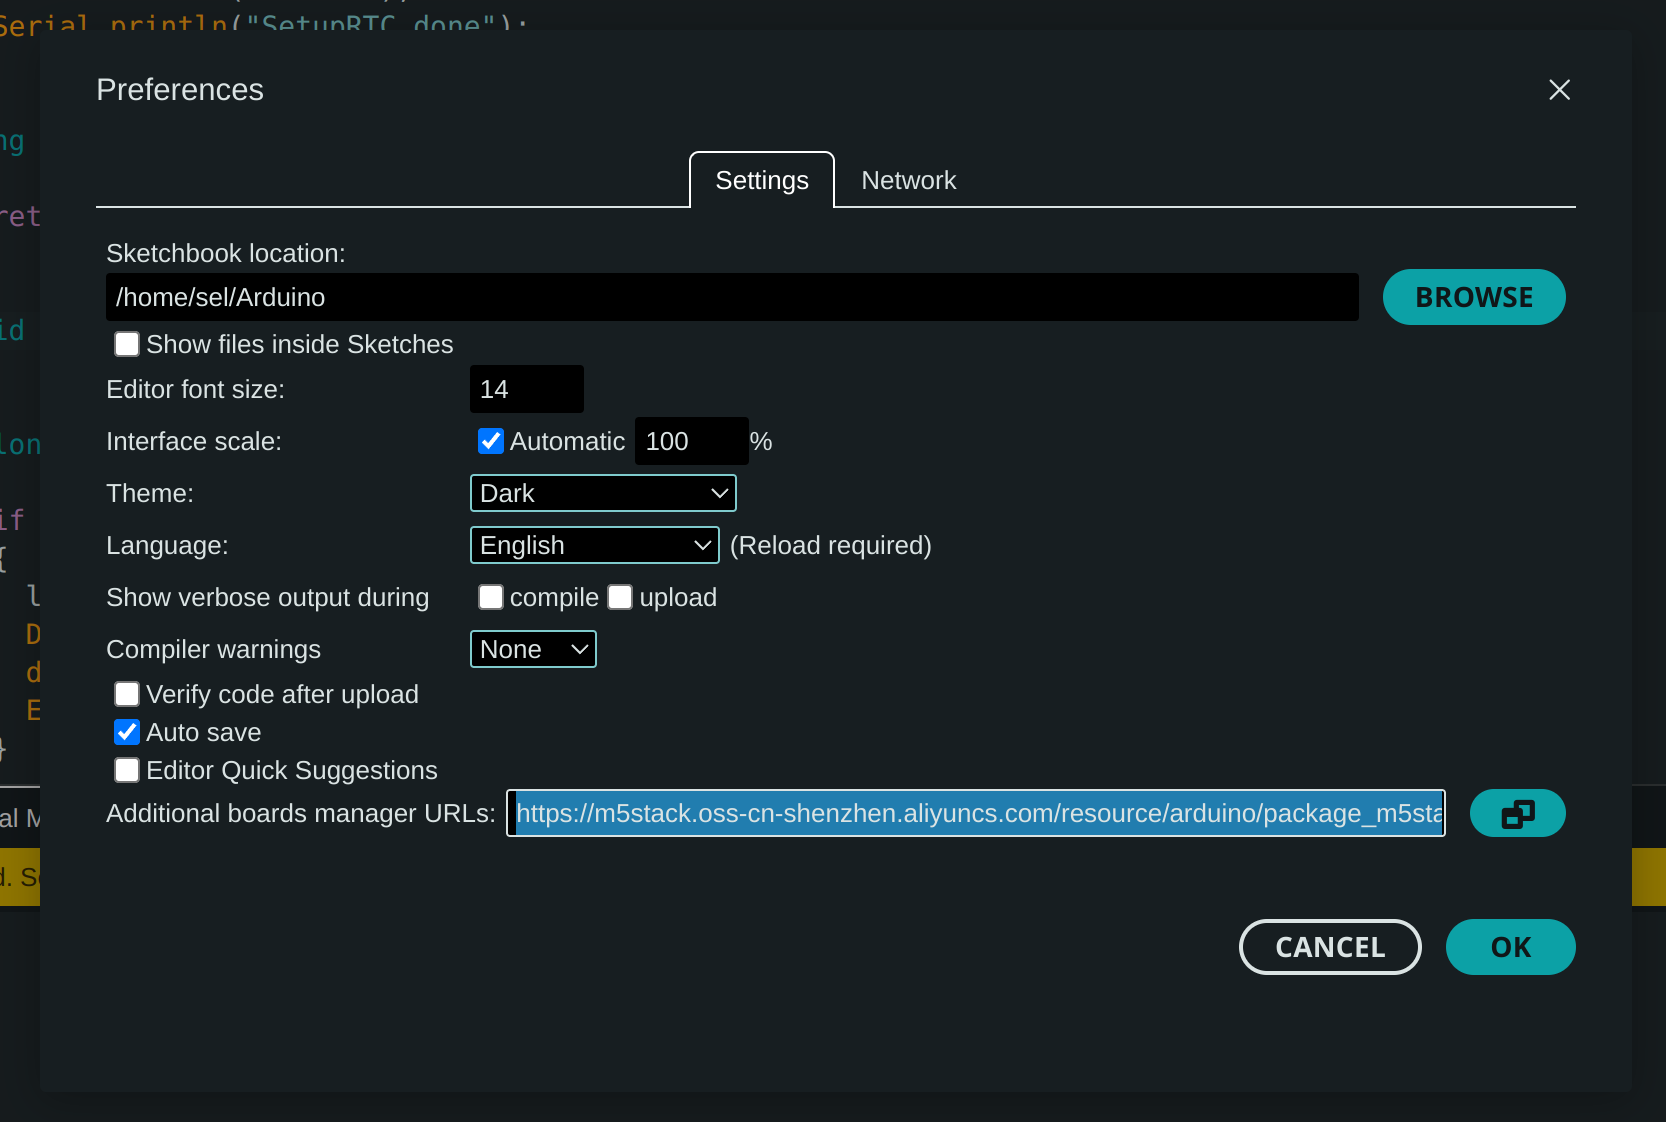 Serial.println("SetupRTC done");
Preferences
Settings Network
Sketchbook location:
/home/sel/Arduino BROWSE
Show files inside Sketches
Editor font size: 14
Interface scale: Automatic 100 %
Theme: Dark
Language: English (Reload required)
Show verbose output during compile upload
Compiler warnings None
Verify code after upload
Auto save
Editor Quick Suggestions
Additional boards manager URLs: https://m5stack.oss-cn-shenzhen.aliyuncs.com/resource/arduino/package_m5sta
CANCEL OK
ng
ret
id
lon
if
{
l
D
d
E
}
al M
d. Se